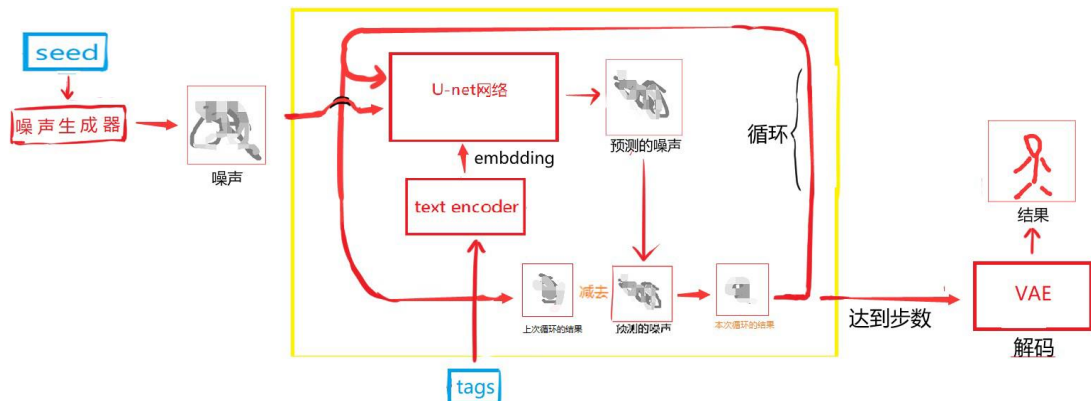 seed
噪声生成器
噪声
U-net网络
预测的噪声
循环
embdding
text encoder
减去
上次循环的结果
预测的噪声
本次循环的结果
tags
达到步数
结果
VAE
解码